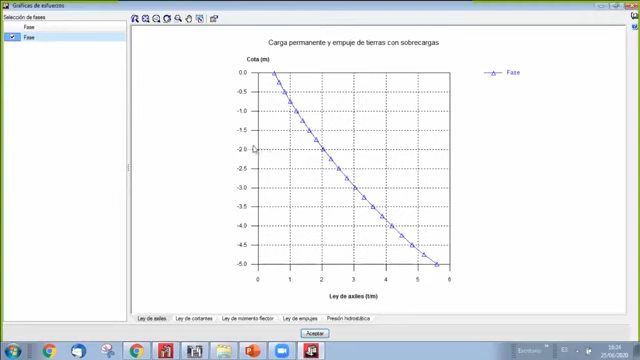 Gráficas de esfuerzos
Selección de fases
Fase
Fase
Carga permanente y empuje de tierras con sobrecargas
Cota (m)
Fase
0.0
-0.5
-1.0
-1.5
-2.0
-2.5
-3.0
-3.5
-4.0
-4.5
-5.0
0 1 2 3 4 5 6
Ley de axiles (t/m)
Ley de axiles Ley de cortantes Ley de momento flector Ley de empujes Presión hidrostática
Aceptar
Escritorio ES 18:24
25/06/2020